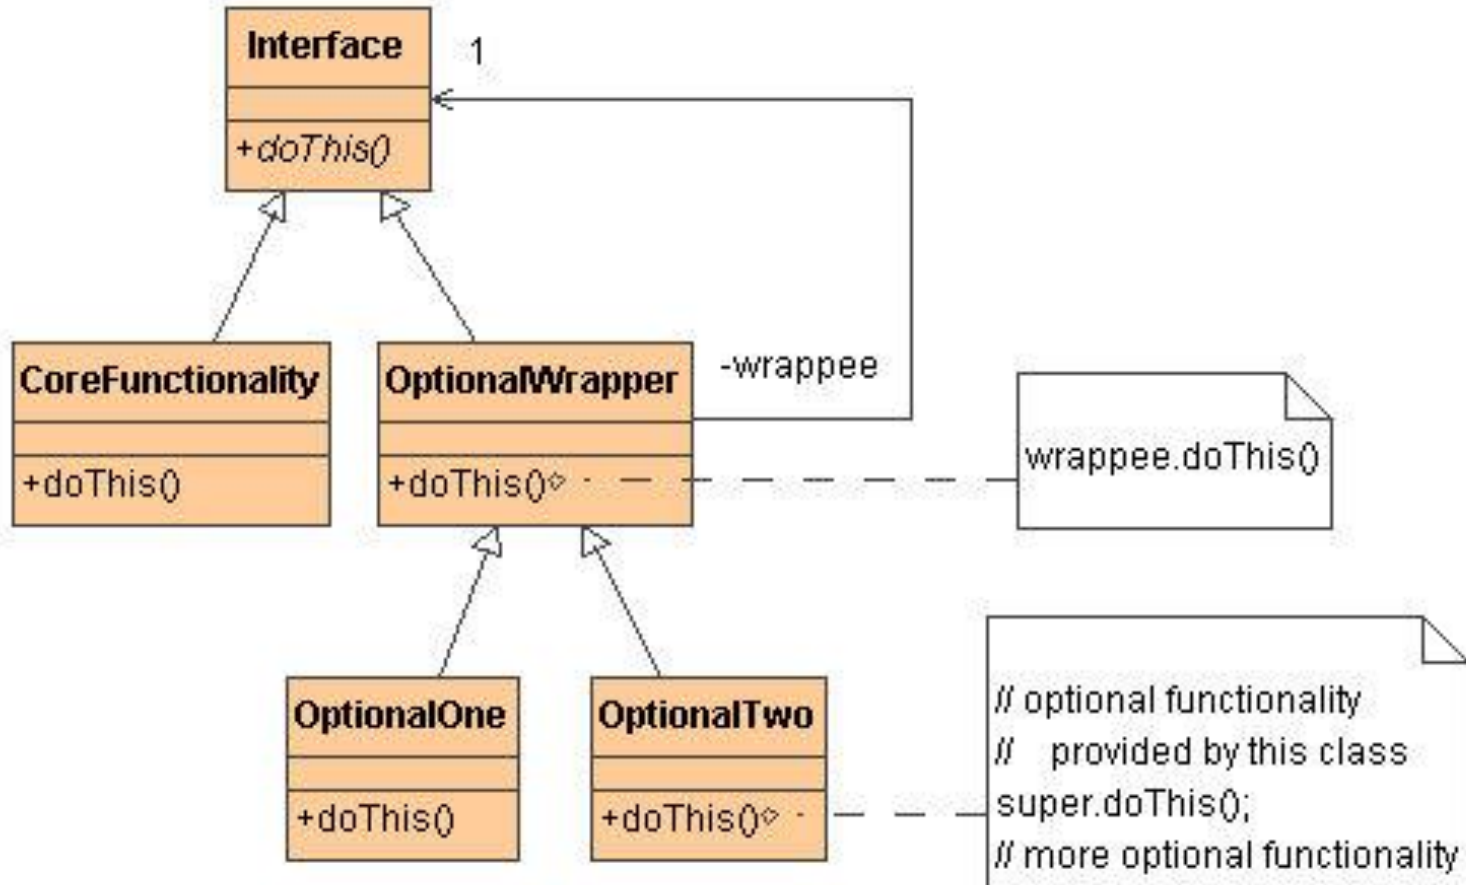 Interface
1
+doThis()
CoreFunctionality
+doThis()
OptionalWrapper
-wrappee
+doThis()
wrappee.doThis()
OptionalOne
+doThis()
OptionalTwo
+doThis()
// optional functionality
// provided by this class
super.doThis();
// more optional functionality